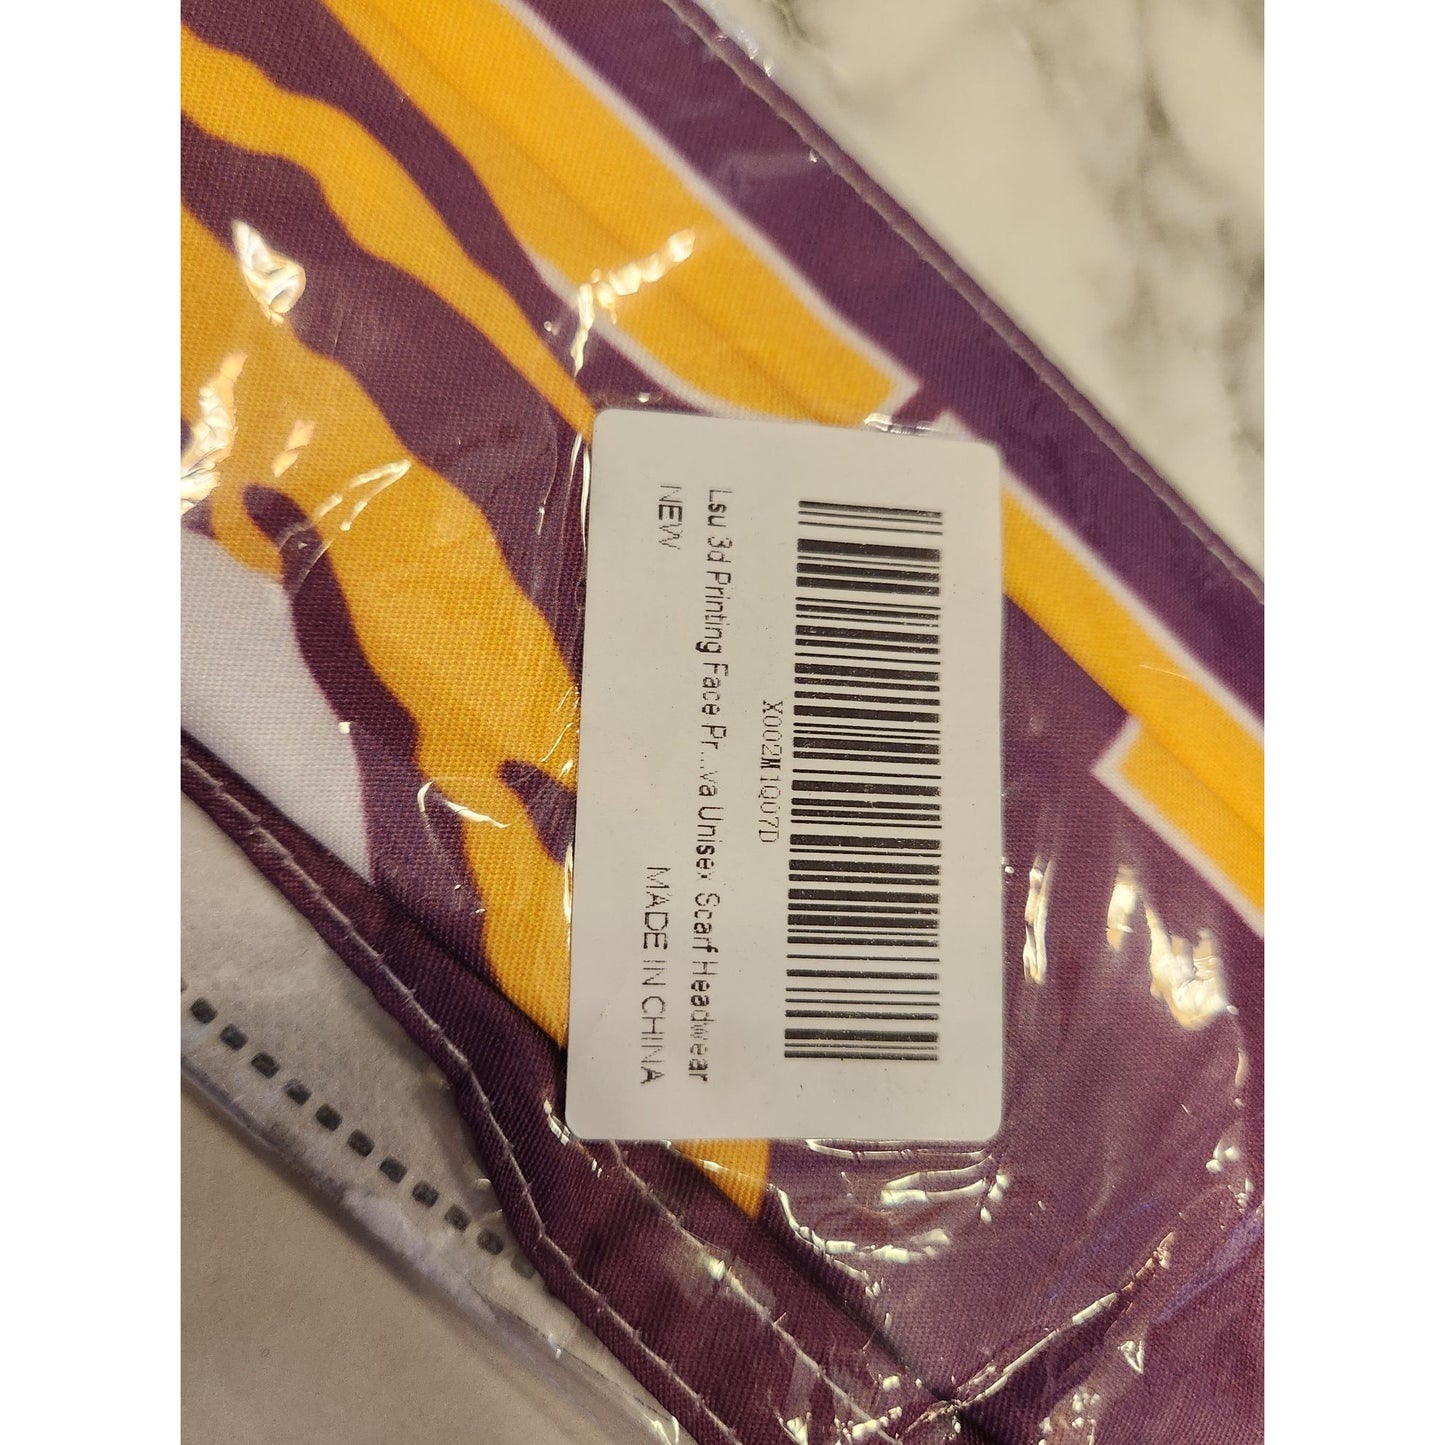 X002M1Q07D
Lsu 3d Printing Face Pr...va Unisex Scarf Headwear
NEW
MADE IN CHINA